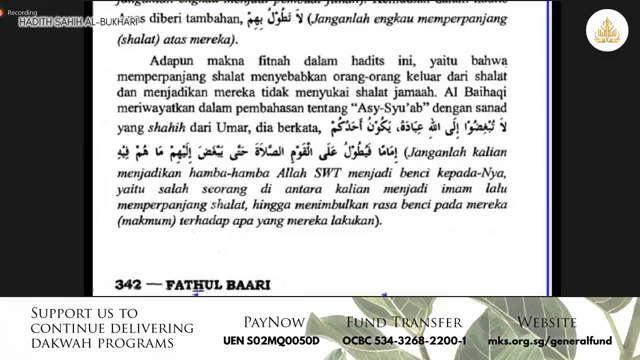 Recording
HADITH SAHIH AL-BUKHARI
diberi tambahan, لَا تُطَوِّلْ بِهِمْ (Janganlah engkau memperpanjang
(shalat) atas mereka).
Adapun makna fitnah dalam hadits ini, yaitu bahwa
memperpanjang shalat menyebabkan orang-orang keluar dari shalat
dan menjadikan mereka tidak menyukai shalat jamaah. Al Baihaqi
meriwayatkan dalam pembahasan tentang "Asy-Syu'ab" dengan sanad
yang shahih dari Umar, dia berkata, لَا تُبَغِّضُوْا إِلَى اللهِ عِبَادَهُ، يَكُوْنُ أَحَدُكُمْ
إِمَامًا فَيُطَوِّلُ عَلَى الْقَوْمِ الصَّلاَةَ حَتَّى يُبَغِّضَ إِلَيْهِمْ مَا هُمْ فِيْهِ (Janganlah kalian
menjadikan hamba-hamba Allah SWT menjadi benci kepada-Nya,
yaitu salah seorang di antara kalian menjadi imam lalu
memperpanjang shalat, hingga menimbulkan rasa benci pada mereka
(makmum) terhadap apa yang mereka lakukan).
342 — FATHUL BAARI
SUPPORT US TO
CONTINUE DELIVERING
DAKWAH PROGRAMS
PAYNOW
UEN S02MQ0050D
FUND TRANSFER
OCBC 534-3268-2200-1
WEBSITE
mks.org.sg/generalfund